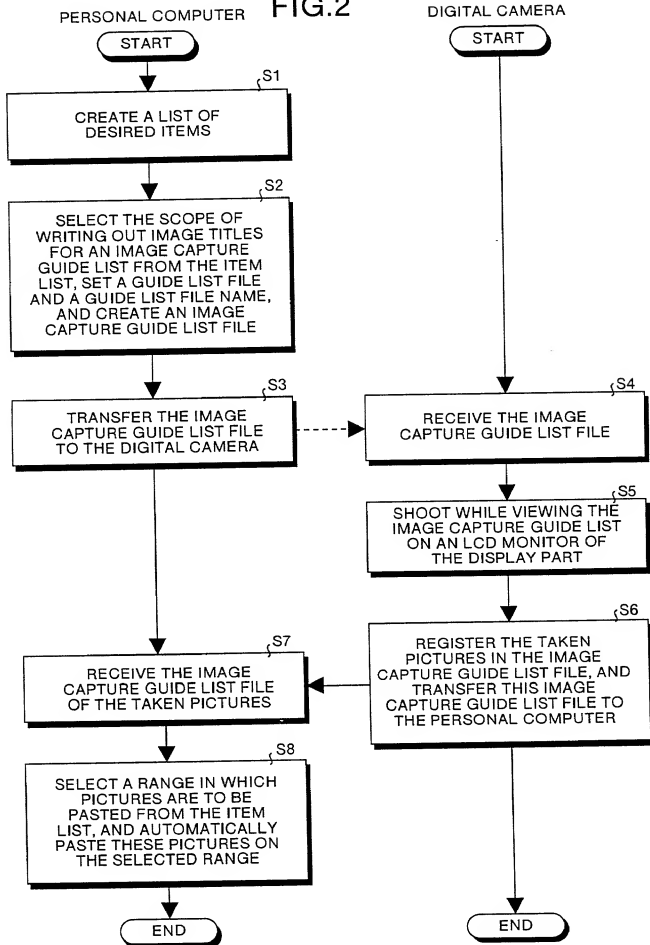 FIG.2
PERSONAL COMPUTER
DIGITAL CAMERA
START
START
S1
CREATE A LIST OF
DESIRED ITEMS
S2
SELECT THE SCOPE OF
WRITING OUT IMAGE TITLES
FOR AN IMAGE CAPTURE
GUIDE LIST FROM THE ITEM
LIST, SET A GUIDE LIST FILE
AND A GUIDE LIST FILE NAME,
AND CREATE AN IMAGE
CAPTURE GUIDE LIST FILE
S3
TRANSFER THE IMAGE
CAPTURE GUIDE LIST FILE
TO THE DIGITAL CAMERA
S4
RECEIVE THE IMAGE
CAPTURE GUIDE LIST FILE
S5
SHOOT WHILE VIEWING THE
IMAGE CAPTURE GUIDE LIST
ON AN LCD MONITOR OF
THE DISPLAY PART
S6
REGISTER THE TAKEN
PICTURES IN THE IMAGE
CAPTURE GUIDE LIST FILE, AND
TRANSFER THIS IMAGE
CAPTURE GUIDE LIST FILE TO
THE PERSONAL COMPUTER
S7
RECEIVE THE IMAGE
CAPTURE GUIDE LIST FILE
OF THE TAKEN PICTURES
S8
SELECT A RANGE IN WHICH
PICTURES ARE TO BE
PASTED FROM THE ITEM
LIST, AND AUTOMATICALLY
PASTE THESE PICTURES ON
THE SELECTED RANGE
END
END